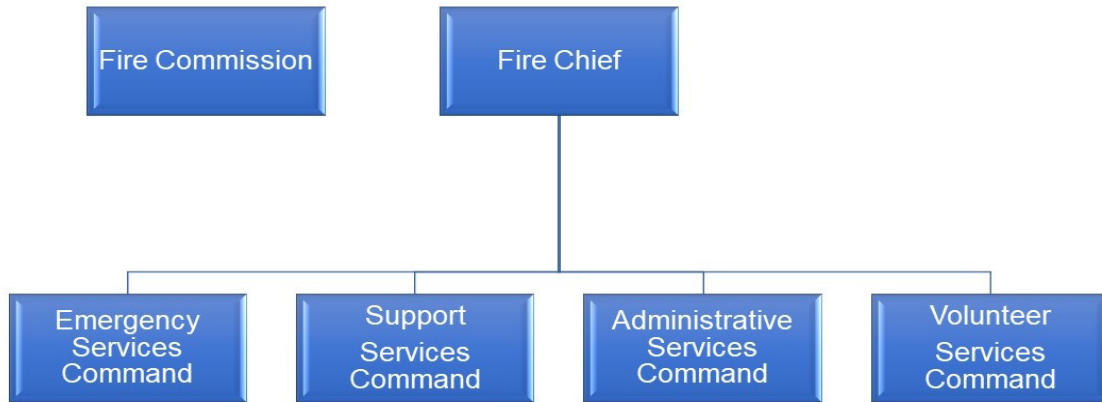 Fire Commission
Fire Chief
Emergency
Services
Command
Support
Services
Command
Administrative
Services
Command
Volunteer
Services
Command